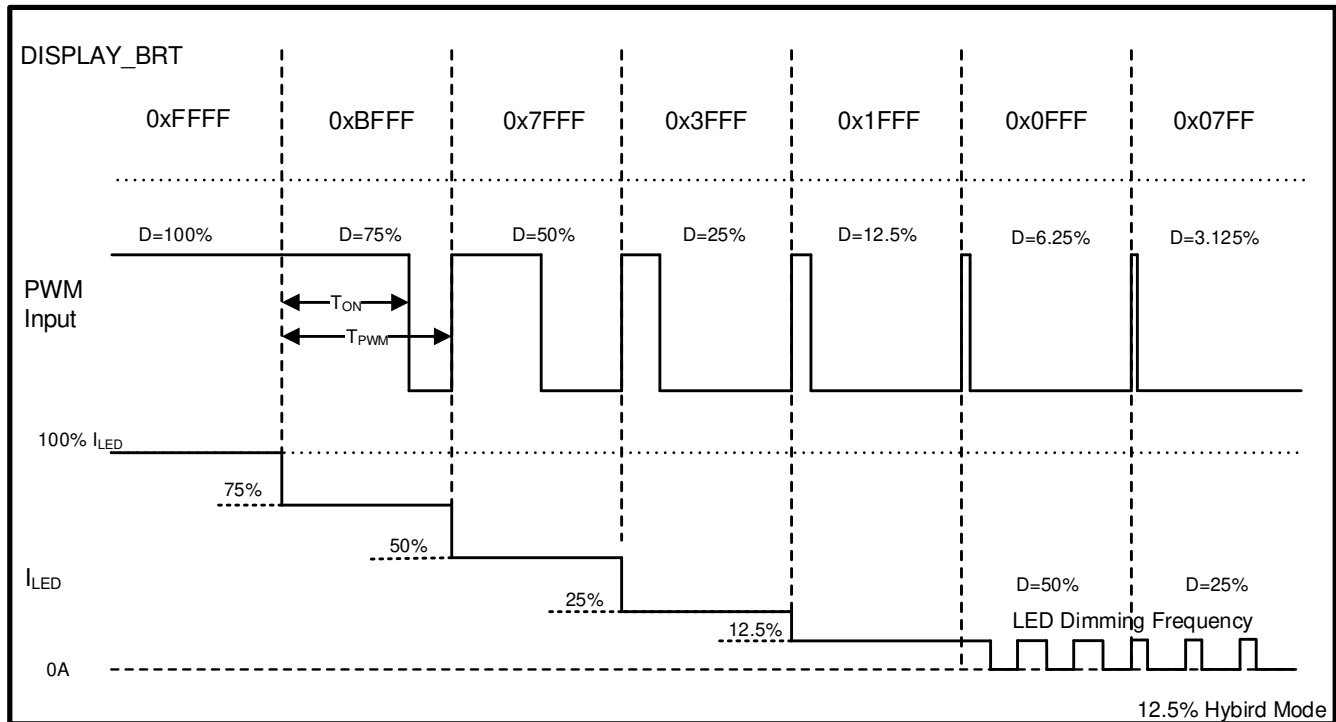 DISPLAY_BRT
0xFFFF 0xBFFF 0x7FFF 0x3FFF 0x1FFF 0x0FFF 0x07FF
D=100% D=75% D=50% D=25% D=12.5% D=6.25% D=3.125%
PWM
Input
TON
TPWM
100% ILED
75%
50%
ILED
25%
12.5%
D=50% D=25%
LED Dimming Frequency
0A
12.5% Hybird Mode